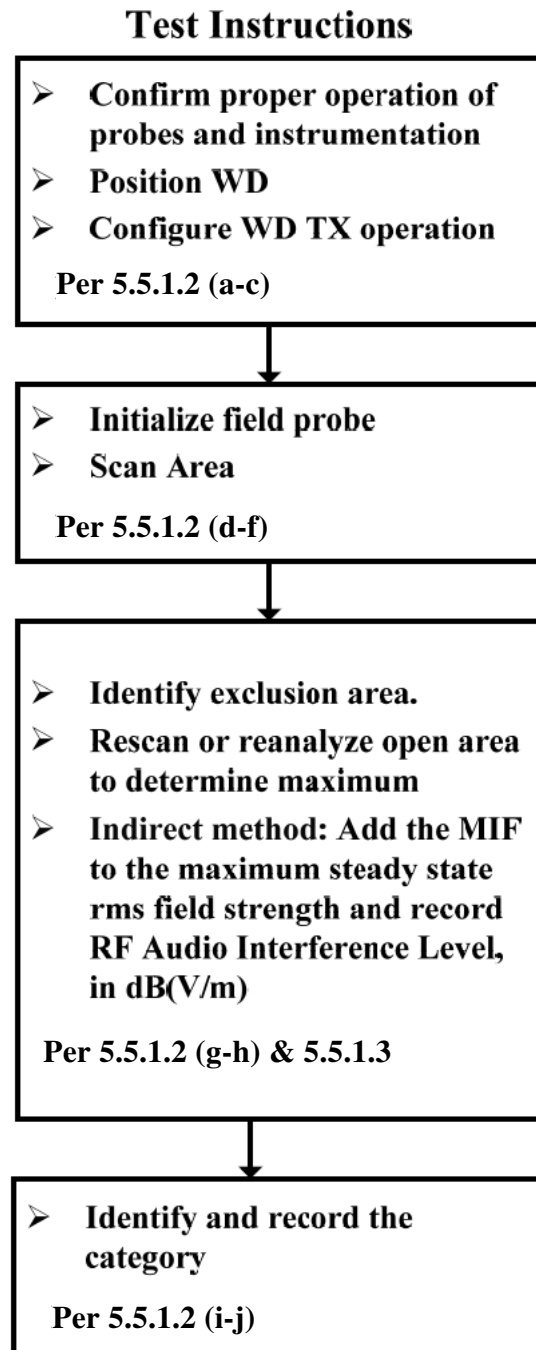 Test Instructions
➢ Confirm proper operation of
probes and instrumentation
➢ Position WD
➢ Configure WD TX operation
Per 5.5.1.2 (a-c)
➢ Initialize field probe
➢ Scan Area
Per 5.5.1.2 (d-f)
➢ Identify exclusion area.
➢ Rescan or reanalyze open area
to determine maximum
➢ Indirect method: Add the MIF
to the maximum steady state
rms field strength and record
RF Audio Interference Level,
in dB(V/m)
Per 5.5.1.2 (g-h) & 5.5.1.3
➢ Identify and record the
category
Per 5.5.1.2 (i-j)